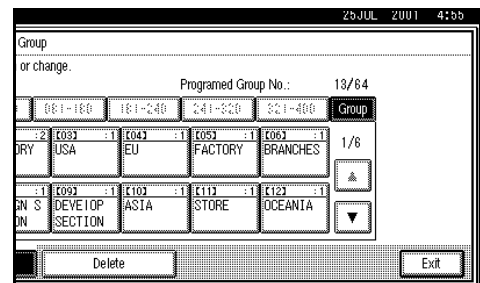 25JUL 2001 4:55
Group
or change.
Programed Group No.: 13/64
081-160 161-240 241-320 321-400 Group
:2 [03] :1 [04] :1 [05] :1 [06] :1 1/6
ORY USA EU FACTORY BRANCHES
:1 [09] :1 [10] :1 [11] :1 [12] :1
GN S DEVEIOP ASIA STORE OCEANIA
ON SECTION
Delete Exit